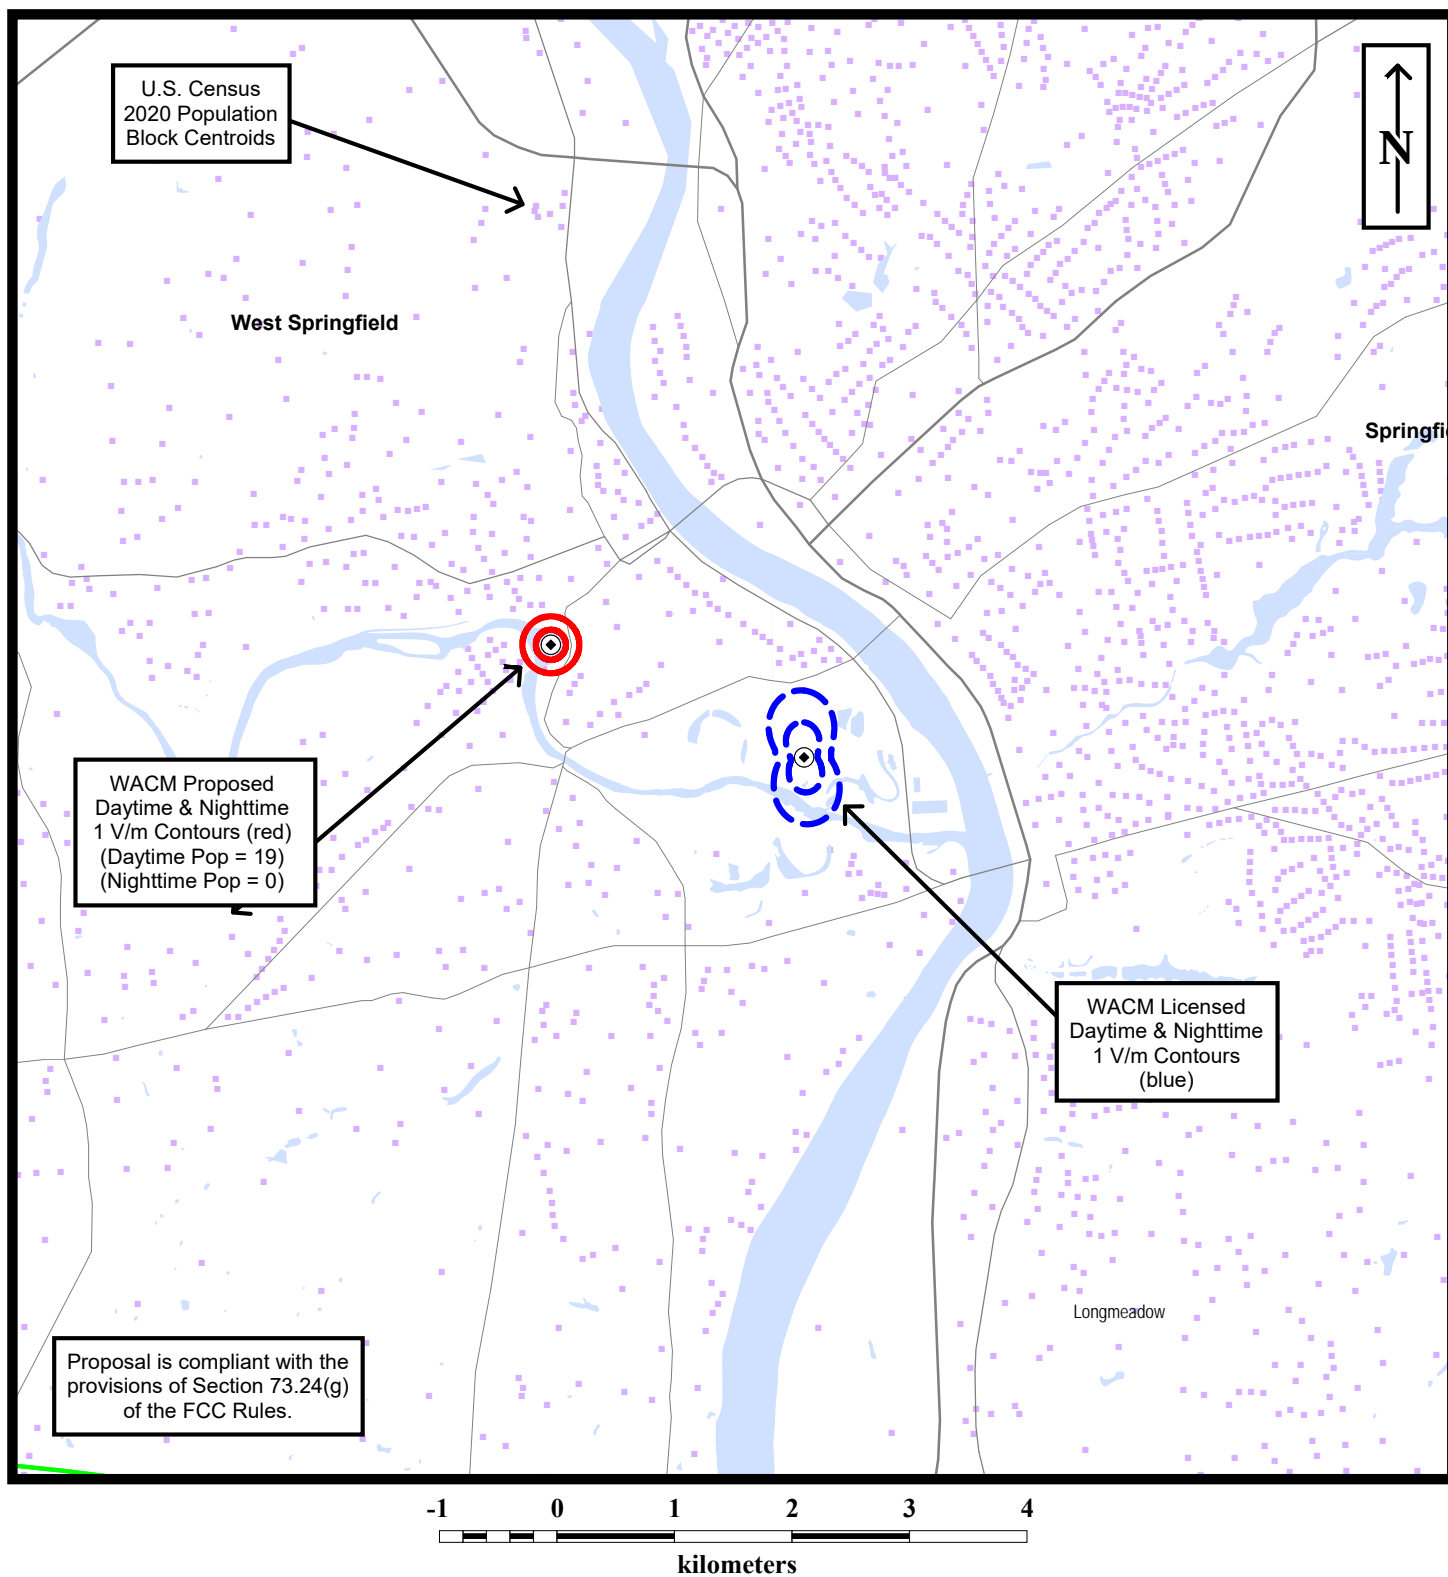 U.S. Census
2020 Population
Block Centroids
N
West Springfield
WACM Proposed
Daytime & Nighttime
1 V/m Contours (red)
(Daytime Pop = 19)
(Nighttime Pop = 0)
WACM Licensed
Daytime & Nighttime
1 V/m Contours
(blue)
Longmeadow
Proposal is compliant with the
provisions of Section 73.24(g)
of the FCC Rules.
-1 0 1 2 3 4
kilometers